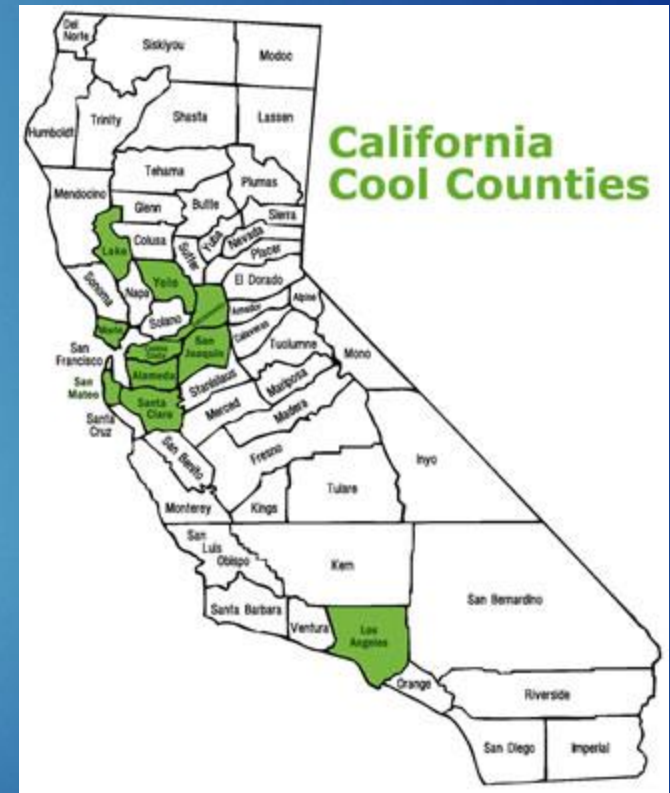 Del
Norte
Siskiyou
Modoc
Humboldt
Trinity
Shasta
Lassen
California
Cool Counties
Tehama
Plumas
Mendocino
Glenn
Butte
Sierra
Colusa
Sutter
Yuba
Nevada
Placer
Lake
Sonoma
Napa
Yolo
El Dorado
Alpine
Solano
Amador
Calaveras
Marin
San
Francisco
Contra
Costa
San
Joaquin
Tuolumne
Mono
San
Mateo
Alameda
Stanislaus
Mariposa
Santa
Cruz
Santa
Clara
Merced
Madera
San Benito
Fresno
Inyo
Monterey
Kings
Tulare
San
Luis
Obispo
Kern
San Bernardino
Santa Barbara
Ventura
Los
Angeles
Orange
Riverside
San Diego
Imperial